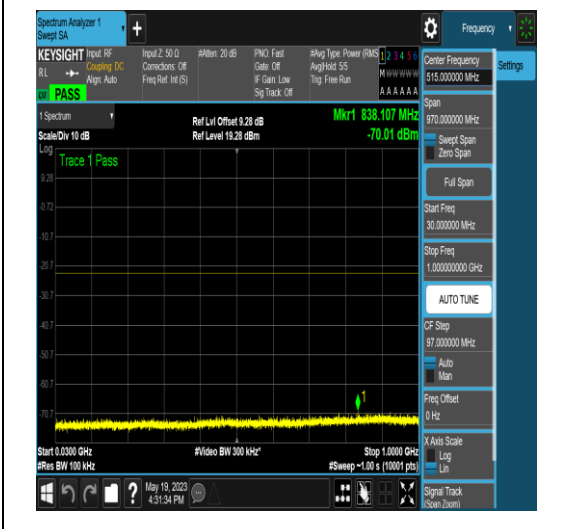 Spectrum Analyzer 1
Swept SA
+
Frequency
KEYSIGHT
RL
PASS
Input: RF
Coupling: DC
Align: Auto
Input Z: 50 Ω
Corrections: Off
Freq Ref: Int (S)
#Atten: 20 dB
PNO: Fast
Gate: Off
IF Gain: Low
Sig Track: Off
#Avg Type: Power (RMS
Avg|Hold: 5/5
Trig: Free Run
1 2 3 4 5 6
M W W W W W
A A A A A A
1 Spectrum
Scale/Div 10 dB
Ref Lvl Offset 9.28 dB
Ref Level 19.28 dBm
Mkr1 838.107 MHz
-70.01 dBm
Log
Trace 1 Pass
9.28
-0.72
-10.7
-20.7
-30.7
-40.7
-50.7
-60.7
-70.7
1
Start 0.0300 GHz
#Res BW 100 kHz
#Video BW 300 kHz*
Stop 1.0000 GHz
#Sweep ~1.00 s (10001 pts)
?
May 19, 2023
4:31:34 PM
Center Frequency
515.000000 MHz
Settings
Span
970.000000 MHz
Swept Span
Zero Span
Full Span
Start Freq
30.000000 MHz
Stop Freq
1.000000000 GHz
AUTO TUNE
CF Step
97.000000 MHz
Auto
Man
Freq Offset
0 Hz
X Axis Scale
Log
Lin
Signal Track
(Span Zoom)